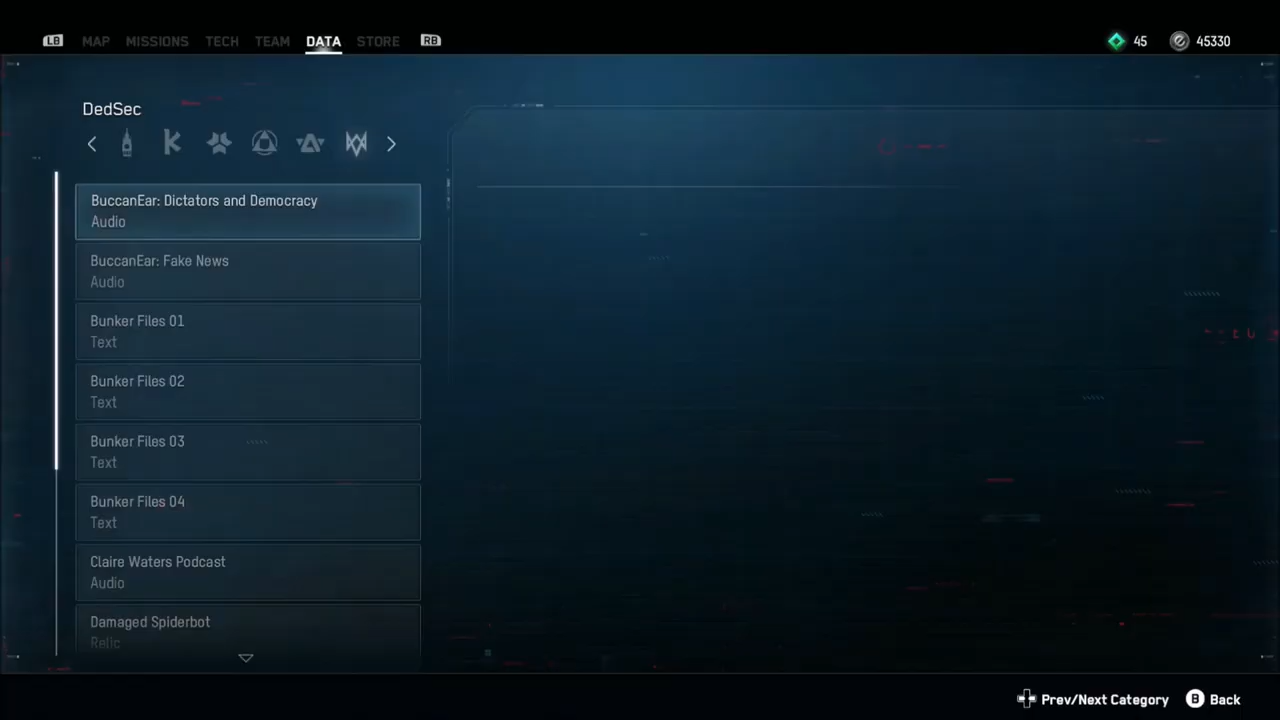 LB MAP MISSIONS TECH TEAM DATA STORE RB 45 45330
DedSec
BuccanEar: Dictators and Democracy
Audio
BuccanEar: Fake News
Audio
Bunker Files 01
Text
Bunker Files 02
Text
Bunker Files 03
Text
Bunker Files 04
Text
Claire Waters Podcast
Audio
Damaged Spiderbot
Relic
Prev/Next Category B Back